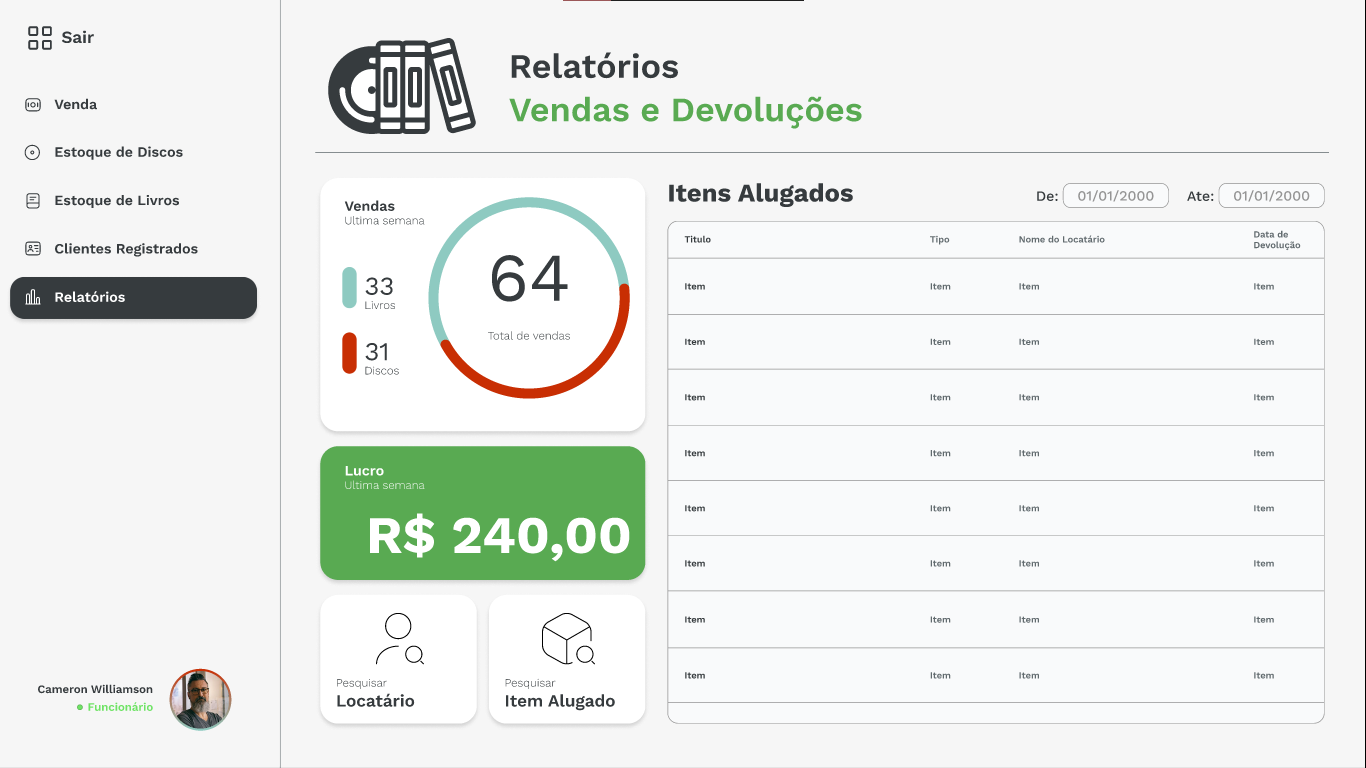 Sair
Venda
Estoque de Discos
Estoque de Livros
Clientes Registrados
Relatórios
Cameron Williamson
Funcionário
Relatórios
Vendas e Devoluções
Vendas
Ultima semana
33
Livros
31
Discos
64
Total de vendas
Lucro
Ultima semana
R$ 240,00
Pesquisar
Locatário
Pesquisar
Item Alugado
Itens Alugados
De: 01/01/2000 Ate: 01/01/2000
Titulo Tipo Nome do Locatário Data de Devolução
Item Item Item Item
Item Item Item Item
Item Item Item Item
Item Item Item Item
Item Item Item Item
Item Item Item Item
Item Item Item Item
Item Item Item Item